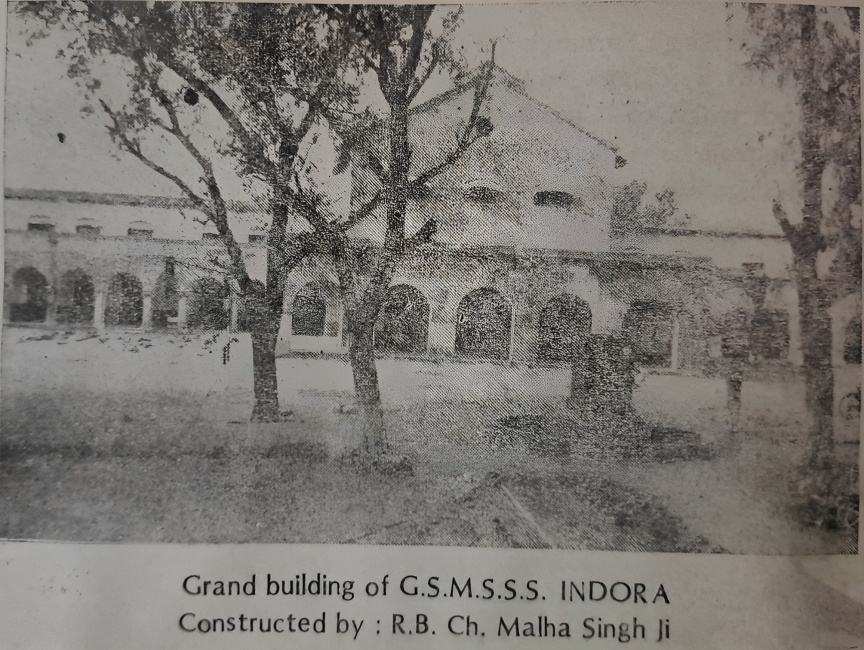 Grand building of G.S.M.S.S.S. INDORA
Constructed by : R.B. Ch. Malha Singh Ji